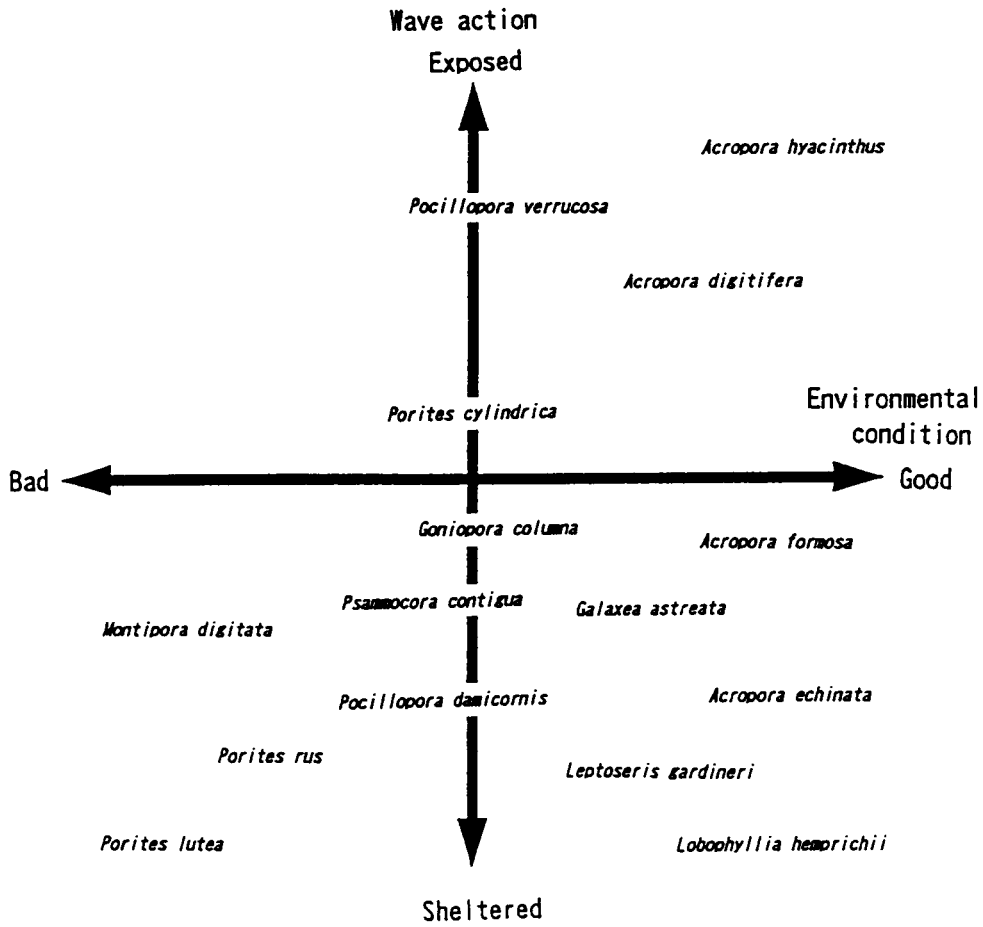 Wave action
Exposed
Acropora hyacinthus
Pocillopora verrucosa
Acropora digitifera
Environmental
condition
Porites cylindrica
Bad
Good
Goniopora columna
Acropora formosa
Psammocora contigua
Galaxea astreata
Montipora digitata
Acropora echinata
Pocillopora damicornis
Porites rus
Leptoseris gardineri
Porites lutea
Lobophyllia hemprichii
Sheltered